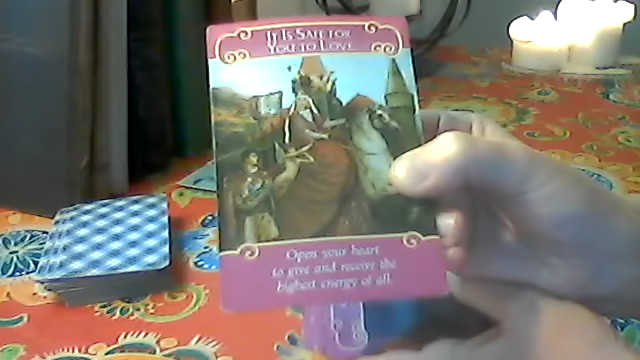 It Is Safe for
You to Love
Open your heart
to give and receive the
highest energy of all.